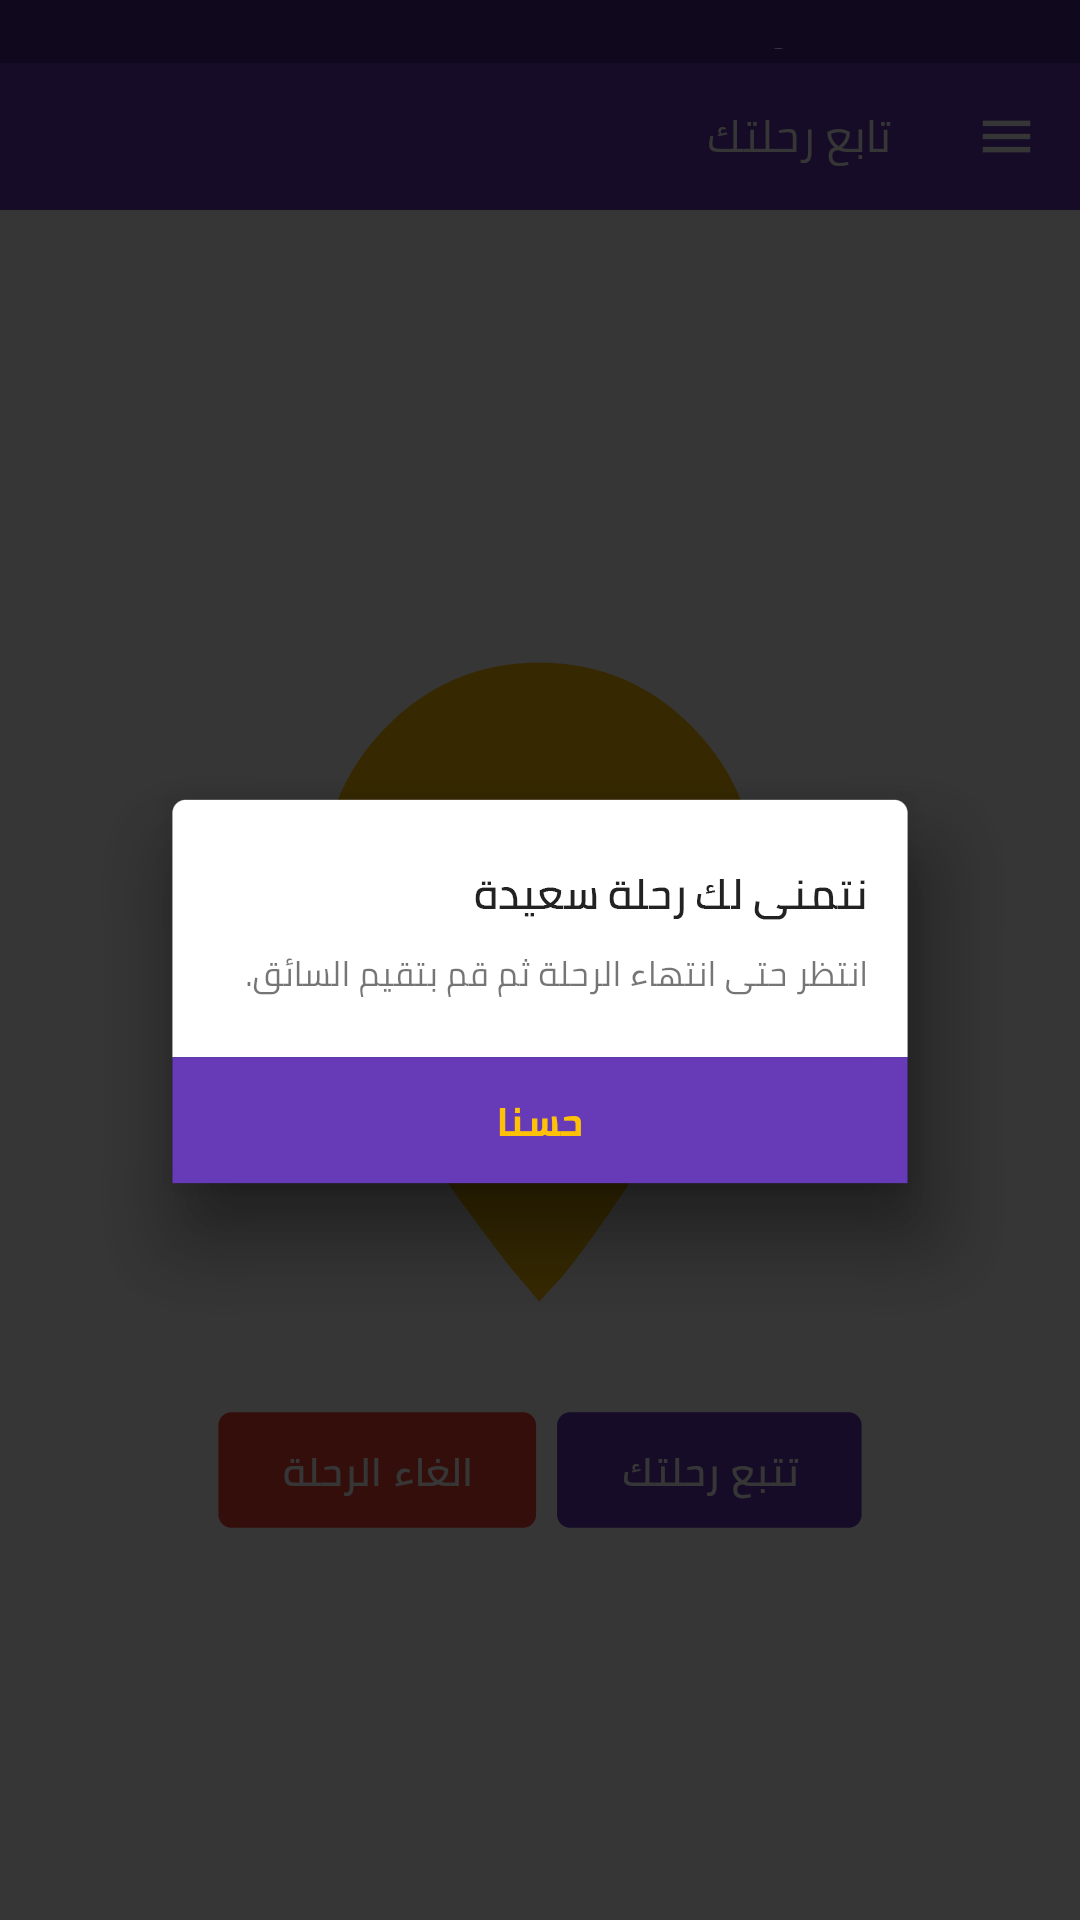 تابع رحلتك
نتمنى لك رحلة سعيدة
انتظر حتى انتهاء الرحلة ثم قم بتقيم السائق.
حسنا
تتبع رحلتك
الغاء الرحلة